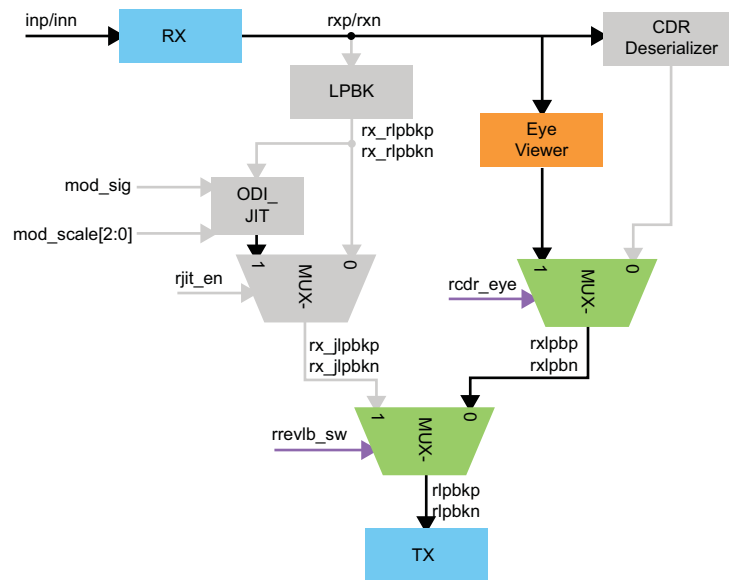 inp/inn
RX
rxp/rxn
CDR
Deserializer
LPBK
rx_rlpbkp
rx_rlpbkn
Eye
Viewer
mod_sig
ODI_
JIT
mod_scale[2:0]
1
MUX-
0
rjit_en
1
MUX-
0
rcdr_eye
rx_jlpbkp
rx_jlpbkn
rxlpbp
rxlpbn
1
MUX-
0
rrevlb_sw
rlpbkp
rlpbkn
TX